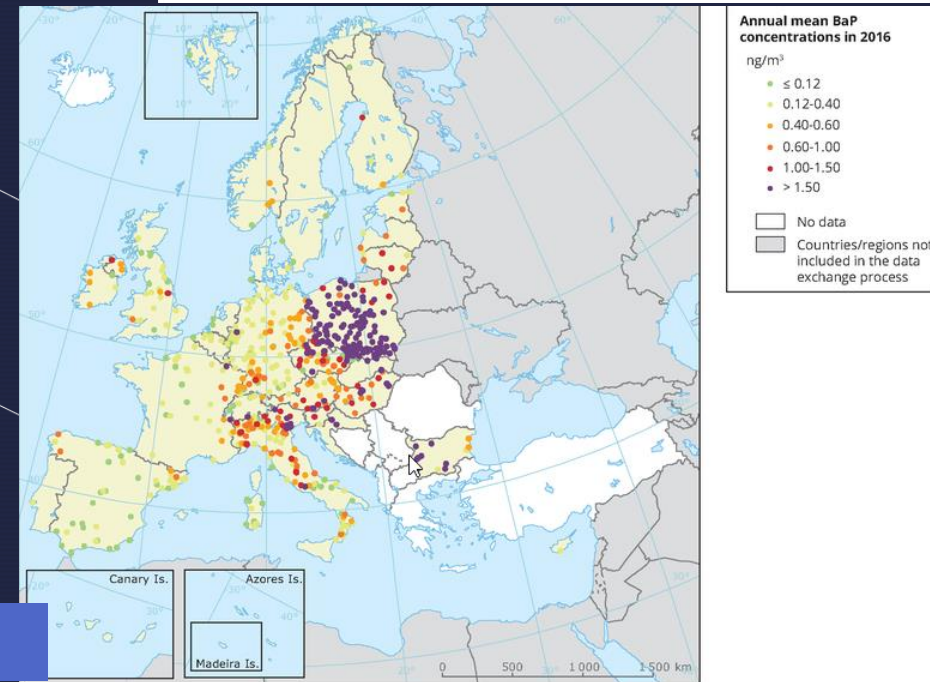 Annual mean BaP
concentrations in 2016
ng/m³
≤ 0.12
0.12-0.40
0.40-0.60
0.60-1.00
1.00-1.50
> 1.50
No data
Countries/regions not
included in the data
exchange process
Canary Is.
Azores Is.
Madeira Is.
0 500 1 000 1 500 km